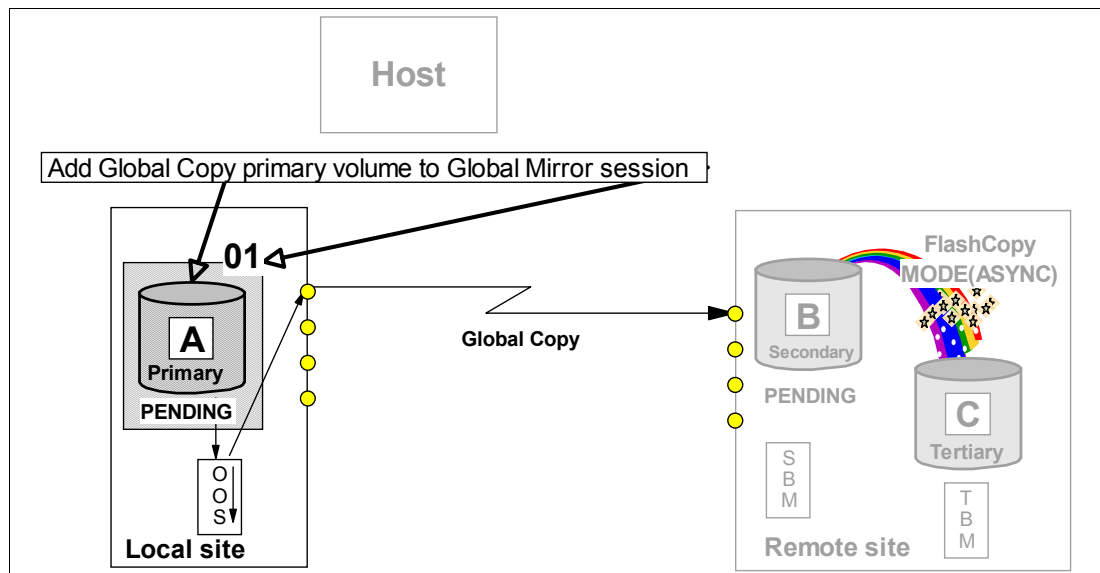 Host
Add Global Copy primary volume to Global Mirror session
01
A
Primary
PENDING
O
O
S
Local site
Global Copy
FlashCopy
MODE(ASYNC)
B
Secondary
PENDING
C
Tertiary
S
B
M
T
B
M
Remote site